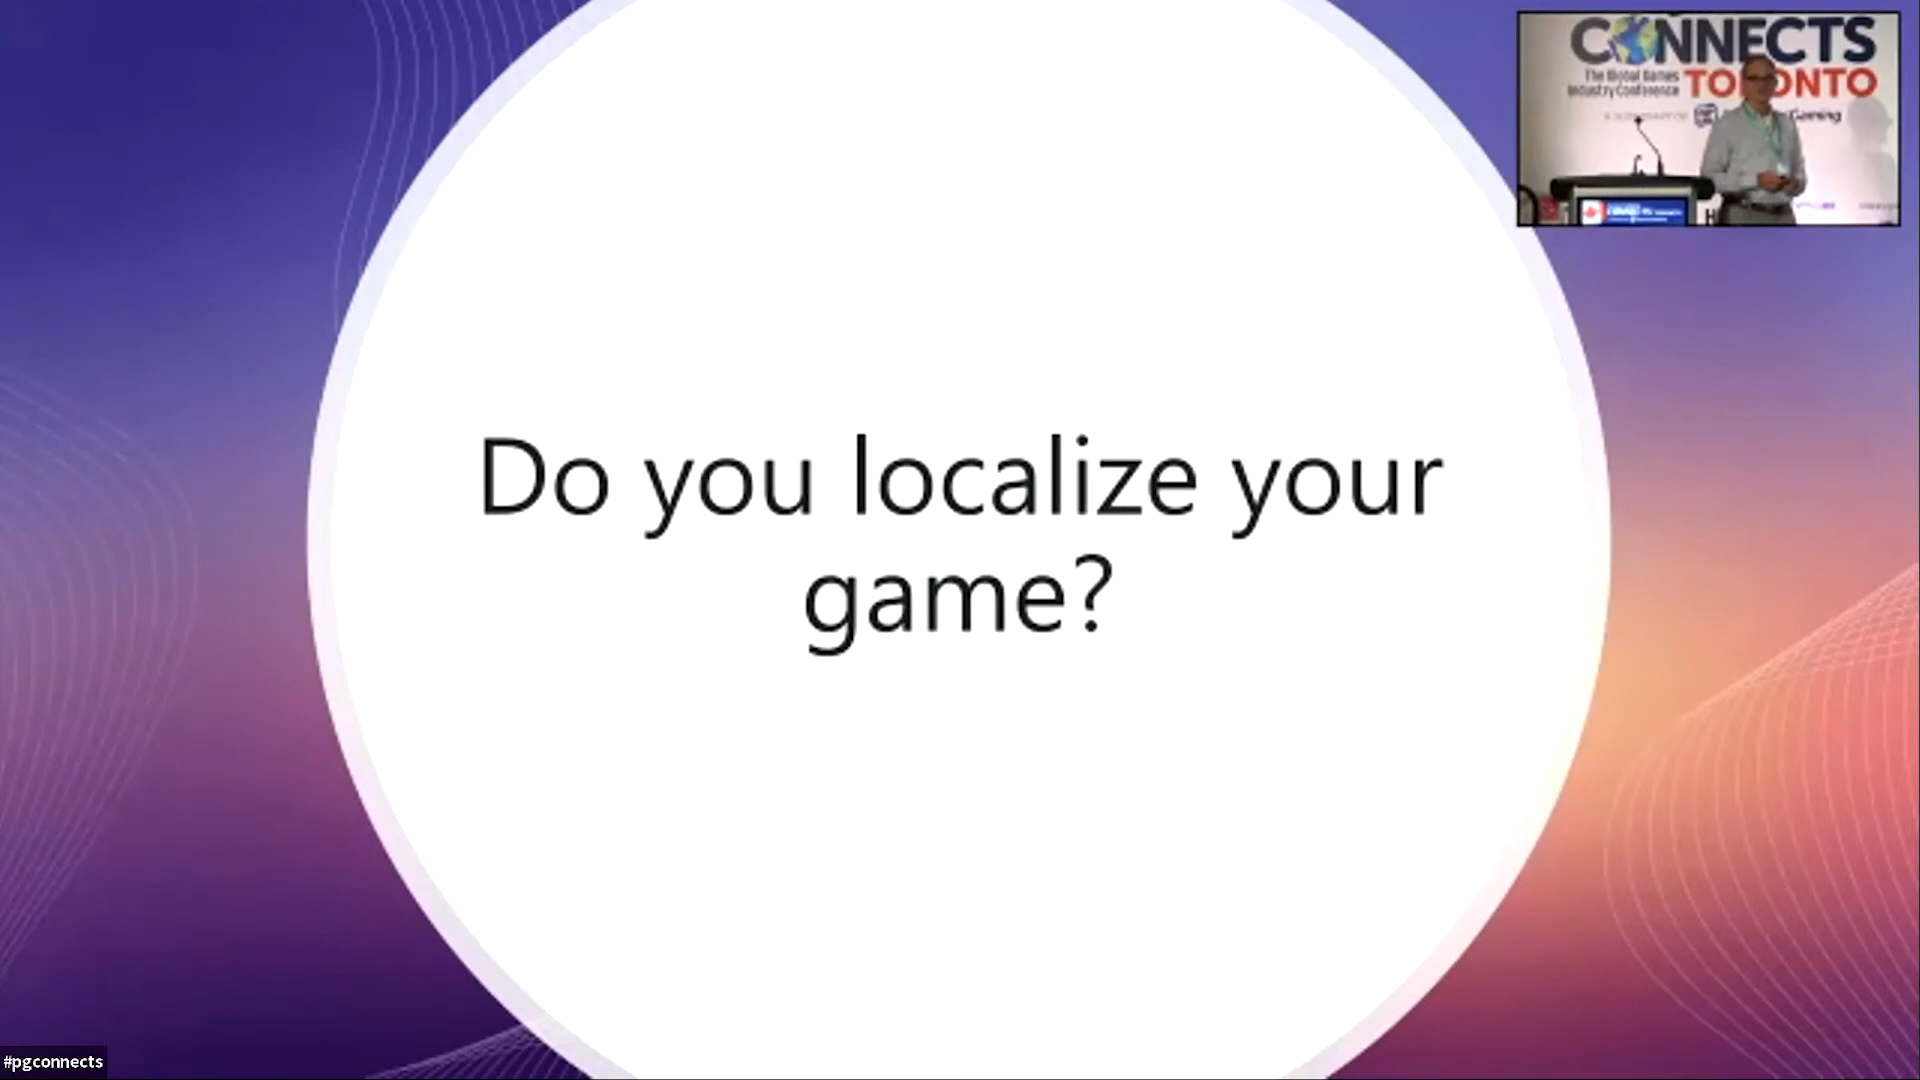 Do you localize your
game?
CONNECTS
The Global Games
Industry Conference
TORONTO
Gaming
#pgconnects